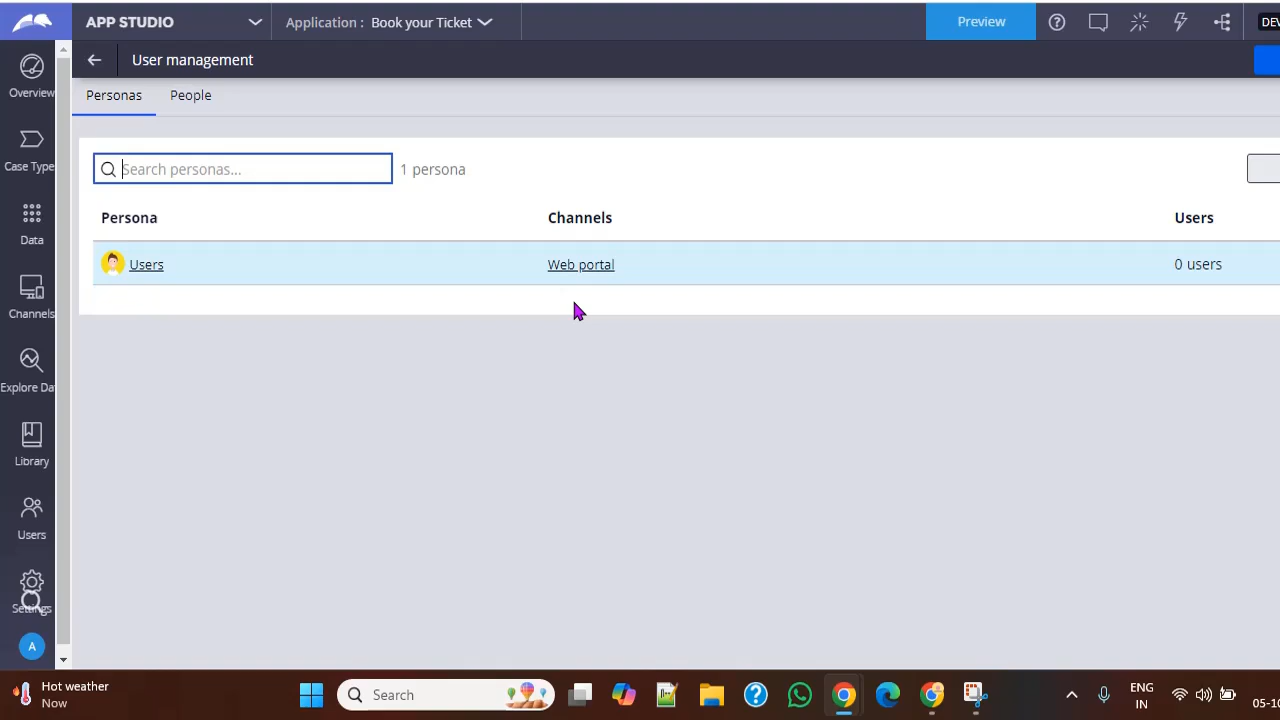 APP STUDIO
Application : Book your Ticket
Preview
DEV
User management
Overview
Personas People
Search personas... 1 persona
Case Type
Persona Channels Users
Data
Users Web portal 0 users
Channels
Explore Da
Library
Users
Settings
A
Hot weather
Now
Search
ENG
IN
05-10